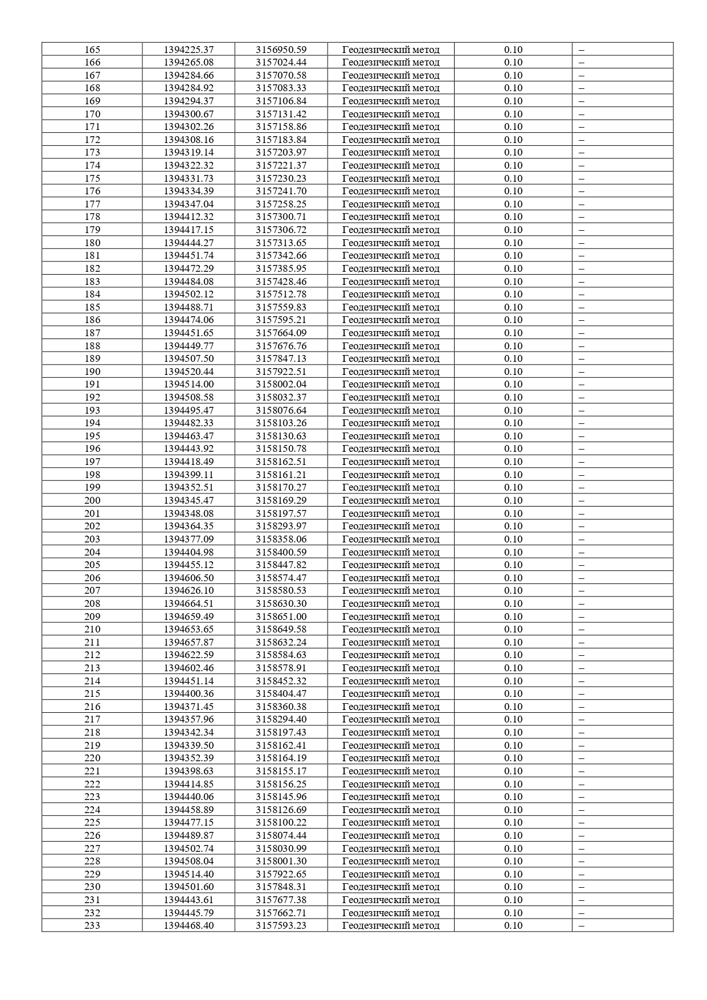 165 1394225.37 3156950.59 Геодезический метод 0.10 –
166 1394265.08 3157024.44 Геодезический метод 0.10 –
167 1394284.66 3157070.58 Геодезический метод 0.10 –
168 1394284.92 3157083.33 Геодезический метод 0.10 –
169 1394294.37 3157106.84 Геодезический метод 0.10 –
170 1394300.67 3157131.42 Геодезический метод 0.10 –
171 1394302.26 3157158.86 Геодезический метод 0.10 –
172 1394308.16 3157183.84 Геодезический метод 0.10 –
173 1394319.14 3157203.97 Геодезический метод 0.10 –
174 1394322.32 3157221.37 Геодезический метод 0.10 –
175 1394331.73 3157230.23 Геодезический метод 0.10 –
176 1394334.39 3157241.70 Геодезический метод 0.10 –
177 1394347.04 3157258.25 Геодезический метод 0.10 –
178 1394412.32 3157300.71 Геодезический метод 0.10 –
179 1394417.15 3157306.72 Геодезический метод 0.10 –
180 1394444.27 3157313.65 Геодезический метод 0.10 –
181 1394451.74 3157342.66 Геодезический метод 0.10 –
182 1394472.29 3157385.95 Геодезический метод 0.10 –
183 1394484.08 3157428.46 Геодезический метод 0.10 –
184 1394502.12 3157512.78 Геодезический метод 0.10 –
185 1394488.71 3157559.83 Геодезический метод 0.10 –
186 1394474.06 3157595.21 Геодезический метод 0.10 –
187 1394451.65 3157664.09 Геодезический метод 0.10 –
188 1394449.77 3157676.76 Геодезический метод 0.10 –
189 1394507.50 3157847.13 Геодезический метод 0.10 –
190 1394520.44 3157922.51 Геодезический метод 0.10 –
191 1394514.00 3158002.04 Геодезический метод 0.10 –
192 1394508.58 3158032.37 Геодезический метод 0.10 –
193 1394495.47 3158076.64 Геодезический метод 0.10 –
194 1394482.33 3158103.26 Геодезический метод 0.10 –
195 1394463.47 3158130.63 Геодезический метод 0.10 –
196 1394443.92 3158150.78 Геодезический метод 0.10 –
197 1394418.49 3158162.51 Геодезический метод 0.10 –
198 1394399.11 3158161.21 Геодезический метод 0.10 –
199 1394352.51 3158170.27 Геодезический метод 0.10 –
200 1394345.47 3158169.29 Геодезический метод 0.10 –
201 1394348.08 3158197.57 Геодезический метод 0.10 –
202 1394364.35 3158293.97 Геодезический метод 0.10 –
203 1394377.09 3158358.06 Геодезический метод 0.10 –
204 1394404.98 3158400.59 Геодезический метод 0.10 –
205 1394455.12 3158447.82 Геодезический метод 0.10 –
206 1394606.50 3158574.47 Геодезический метод 0.10 –
207 1394626.10 3158580.53 Геодезический метод 0.10 –
208 1394664.51 3158630.30 Геодезический метод 0.10 –
209 1394659.49 3158651.00 Геодезический метод 0.10 –
210 1394653.65 3158649.58 Геодезический метод 0.10 –
211 1394657.87 3158632.24 Геодезический метод 0.10 –
212 1394622.59 3158584.63 Геодезический метод 0.10 –
213 1394602.46 3158578.91 Геодезический метод 0.10 –
214 1394451.14 3158452.32 Геодезический метод 0.10 –
215 1394400.36 3158404.47 Геодезический метод 0.10 –
216 1394371.45 3158360.38 Геодезический метод 0.10 –
217 1394357.96 3158294.40 Геодезический метод 0.10 –
218 1394342.34 3158197.43 Геодезический метод 0.10 –
219 1394339.50 3158162.41 Геодезический метод 0.10 –
220 1394352.39 3158164.19 Геодезический метод 0.10 –
221 1394398.63 3158155.17 Геодезический метод 0.10 –
222 1394414.85 3158156.25 Геодезический метод 0.10 –
223 1394440.06 3158145.96 Геодезический метод 0.10 –
224 1394458.89 3158126.69 Геодезический метод 0.10 –
225 1394477.15 3158100.22 Геодезический метод 0.10 –
226 1394489.87 3158074.44 Геодезический метод 0.10 –
227 1394502.74 3158030.99 Геодезический метод 0.10 –
228 1394508.04 3158001.30 Геодезический метод 0.10 –
229 1394514.40 3157922.65 Геодезический метод 0.10 –
230 1394501.60 3157848.31 Геодезический метод 0.10 –
231 1394443.61 3157677.38 Геодезический метод 0.10 –
232 1394445.79 3157662.71 Геодезический метод 0.10 –
233 1394468.40 3157593.23 Геодезический метод 0.10 –